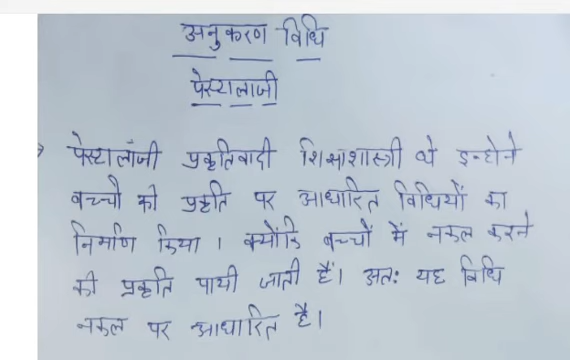 अनुकरण विधि
पेस्टालाजी
पेस्टालॉजी प्रकृतिवादी शिक्षाशास्त्री थे इन्होने
बच्चो को प्रकृति पर आधारित विधियों का
निर्माण किया । क्योंकि बच्चों में नकल करने
की प्रकृति पायी जाती हैं। अतः यह विधि
नकल पर आधारित है।